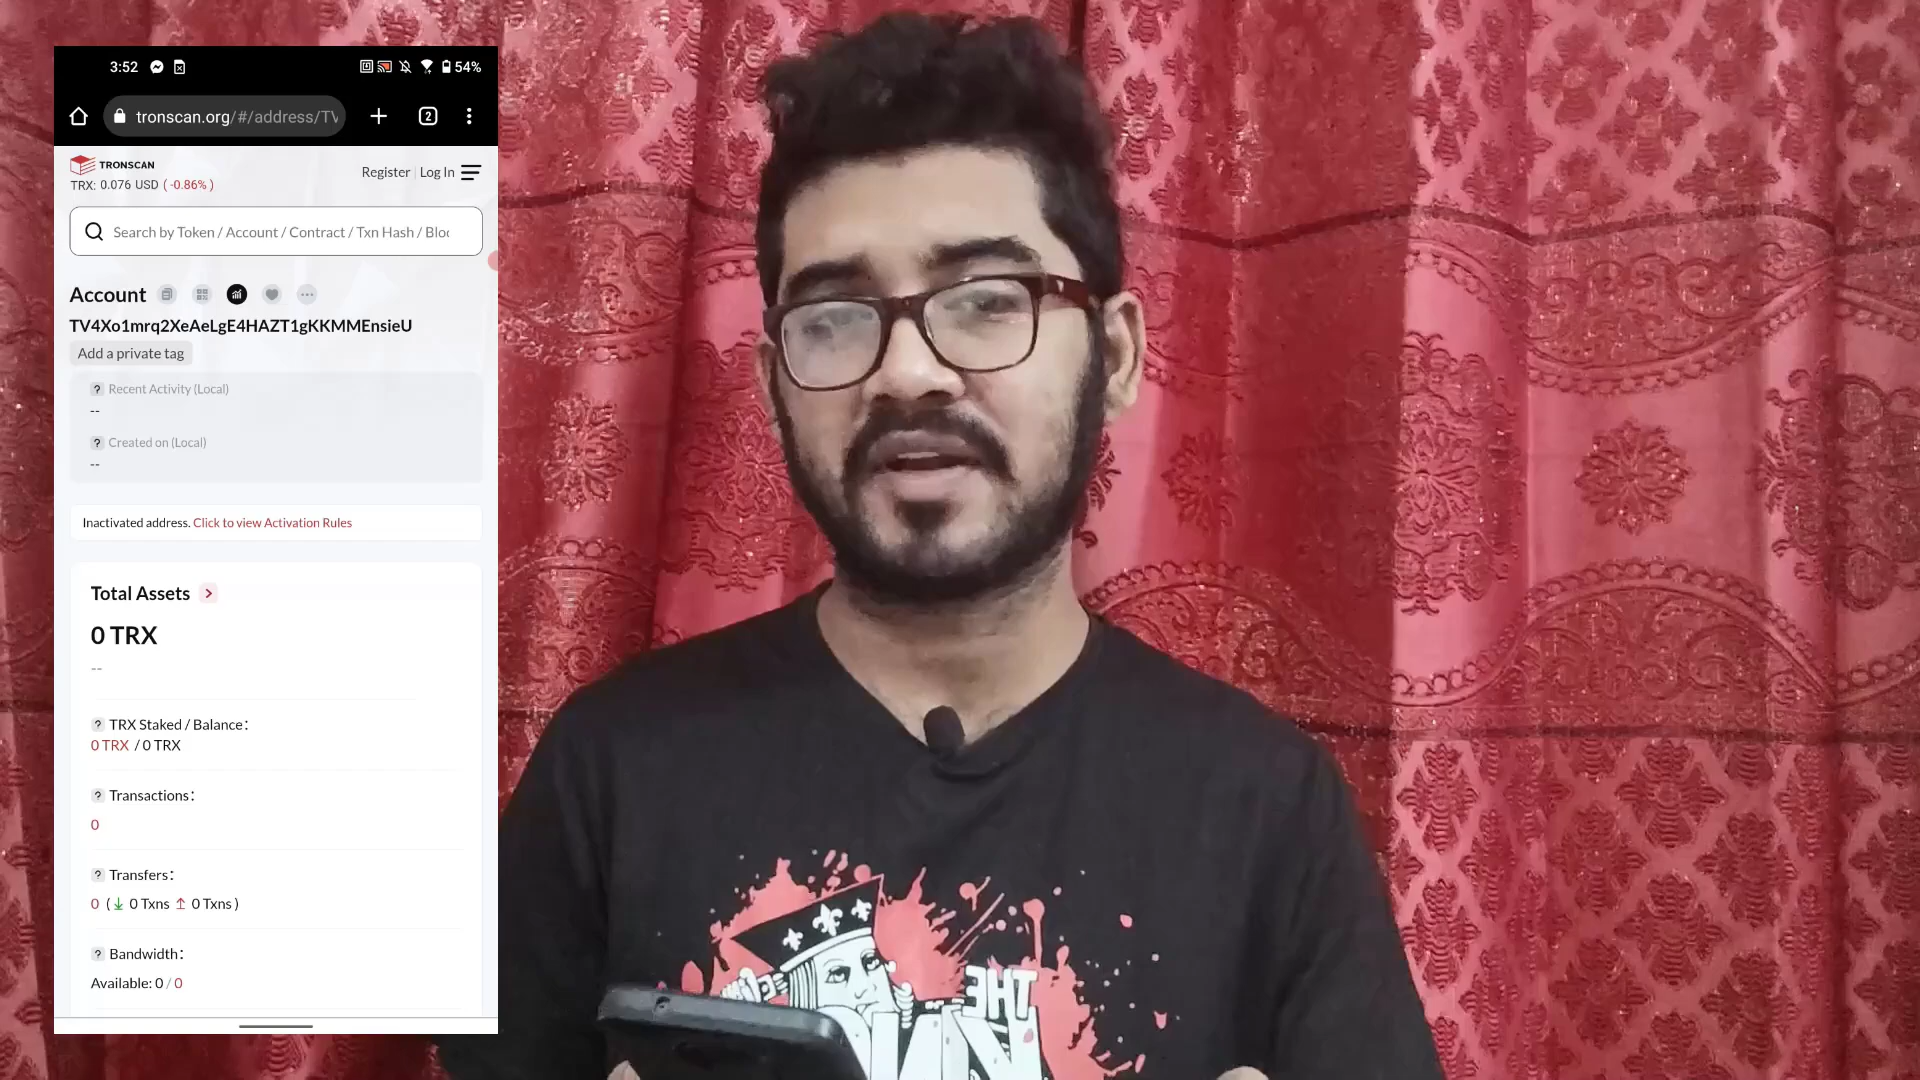 3:52
54%
tronscan.org/#/address/TV
2
TRONSCAN
TRX: 0.076 USD (-0.86%)
Register | Log In
Search by Token / Account / Contract / Txn Hash / Bloc
Account
TV4Xo1mrq2XeAeLgE4HAZT1gKKMMEnsieU
Add a private tag
? Recent Activity (Local)
--
? Created on (Local)
--
Inactivated address. Click to view Activation Rules
Total Assets >
0 TRX
--
? TRX Staked / Balance:
0 TRX / 0 TRX
? Transactions:
0
? Transfers:
0 (↓ 0 Txns ↑ 0 Txns)
? Bandwidth:
Available: 0 / 0
THE